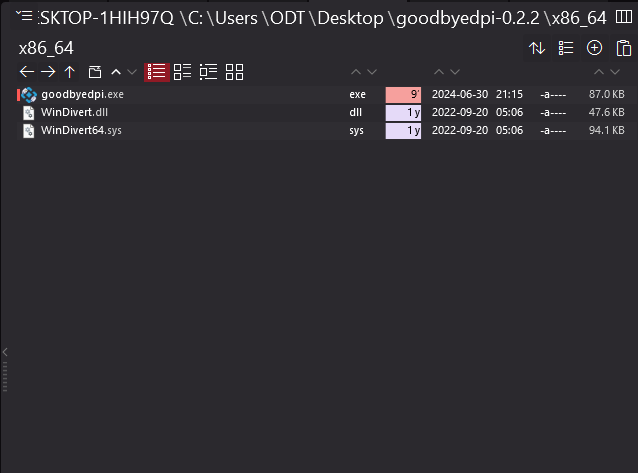 :SKTOP-1HIH97Q \C: \Users \ODT \Desktop \goodbyedpi-0.2.2 \x86_64
x86_64
goodbyedpi.exe exe 9' 2024-06-30 21:15 -a---- 87.0 KB
WinDivert.dll dll 1 y 2022-09-20 05:06 -a---- 47.6 KB
WinDivert64.sys sys 1 y 2022-09-20 05:06 -a---- 94.1 KB